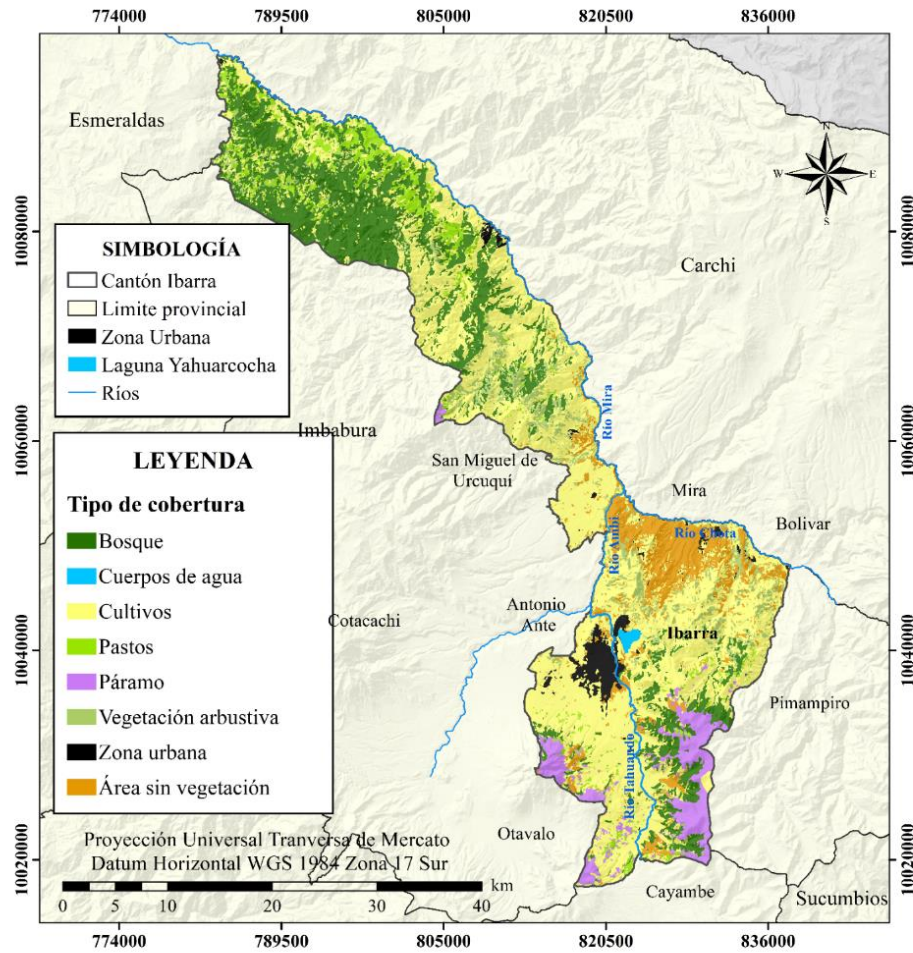 774000 789500 805000 820500 836000
Esmeraldas
N
W E
S
10080000 10080000
SIMBOLOGÍA
Cantón Ibarra
Limite provincial
Zona Urbana
Laguna Yahuarcocha
Ríos
Carchi
Río Mira
10060000 10060000
Imbabura
San Miguel de
Urcuquí
LEYENDA
Tipo de cobertura
Bosque
Cuerpos de agua
Cultivos
Pastos
Páramo
Vegetación arbustiva
Zona urbana
Área sin vegetación
Mira
Bolivar
Río Chota
Río Ambi
Antonio
Ante
Cotacachi
Ibarra
10040000 10040000
Pimampiro
Río Tahuando
Otavalo
Proyección Universal Tranversa de Mercato
Datum Horizontal WGS 1984 Zona 17 Sur
10020000 10020000
km
0 5 10 20 30 40
Cayambe
Sucumbios
774000 789500 805000 820500 836000